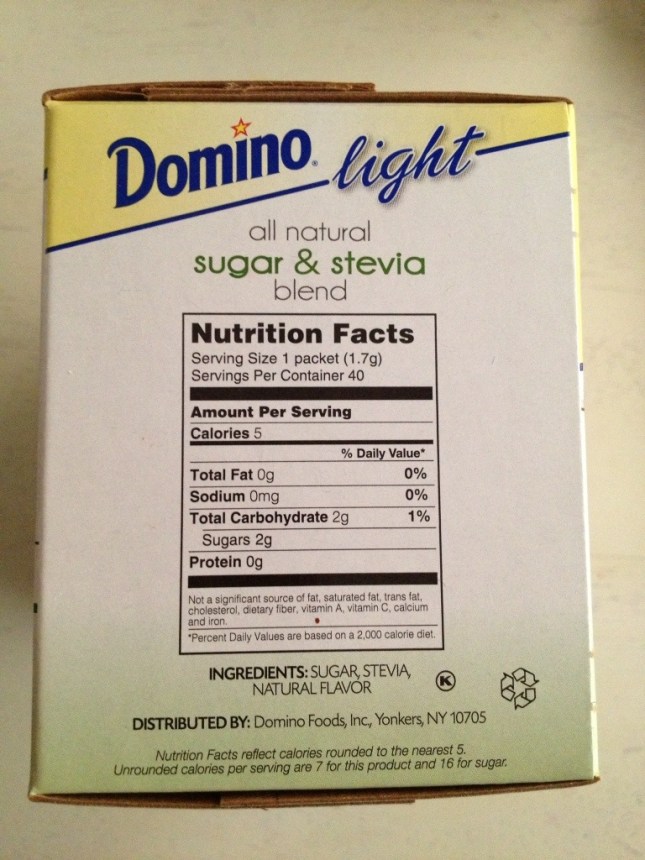 Domino light
all natural
sugar & stevia
blend
Nutrition Facts
Serving Size 1 packet (1.7g)
Servings Per Container 40
Amount Per Serving
Calories 5
% Daily Value*
Total Fat 0g 0%
Sodium 0mg 0%
Total Carbohydrate 2g 1%
Sugars 2g
Protein 0g
Not a significant source of fat, saturated fat, trans fat,
cholesterol, dietary fiber, vitamin A, vitamin C, calcium
and iron.
*Percent Daily Values are based on a 2,000 calorie diet.
INGREDIENTS: SUGAR, STEVIA,
NATURAL FLAVOR
K
DISTRIBUTED BY: Domino Foods, Inc., Yonkers, NY 10705
Nutrition Facts reflect calories rounded to the nearest 5.
Unrounded calories per serving are 7 for this product and 16 for sugar.